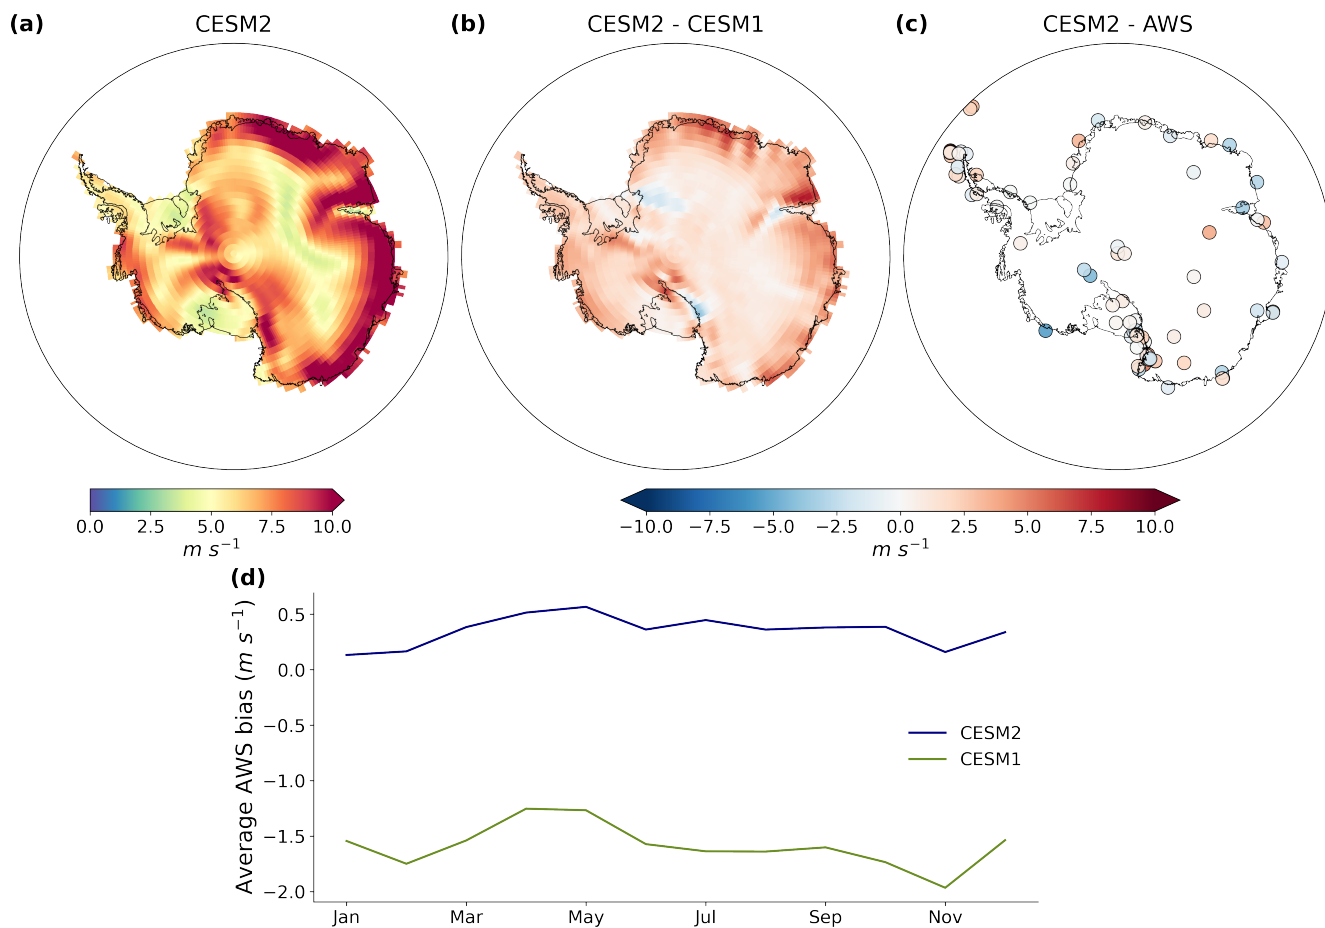 (a) CESM2
(b) CESM2 - CESM1
(c) CESM2 - AWS
0.0 2.5 5.0 7.5 10.0
m s⁻¹
−10.0 −7.5 −5.0 −2.5 0.0 2.5 5.0 7.5 10.0
m s⁻¹
(d)
Average AWS bias (m s⁻¹)
0.5
0.0
−0.5
−1.0
−1.5
−2.0
CESM2
CESM1
Jan Mar May Jul Sep Nov